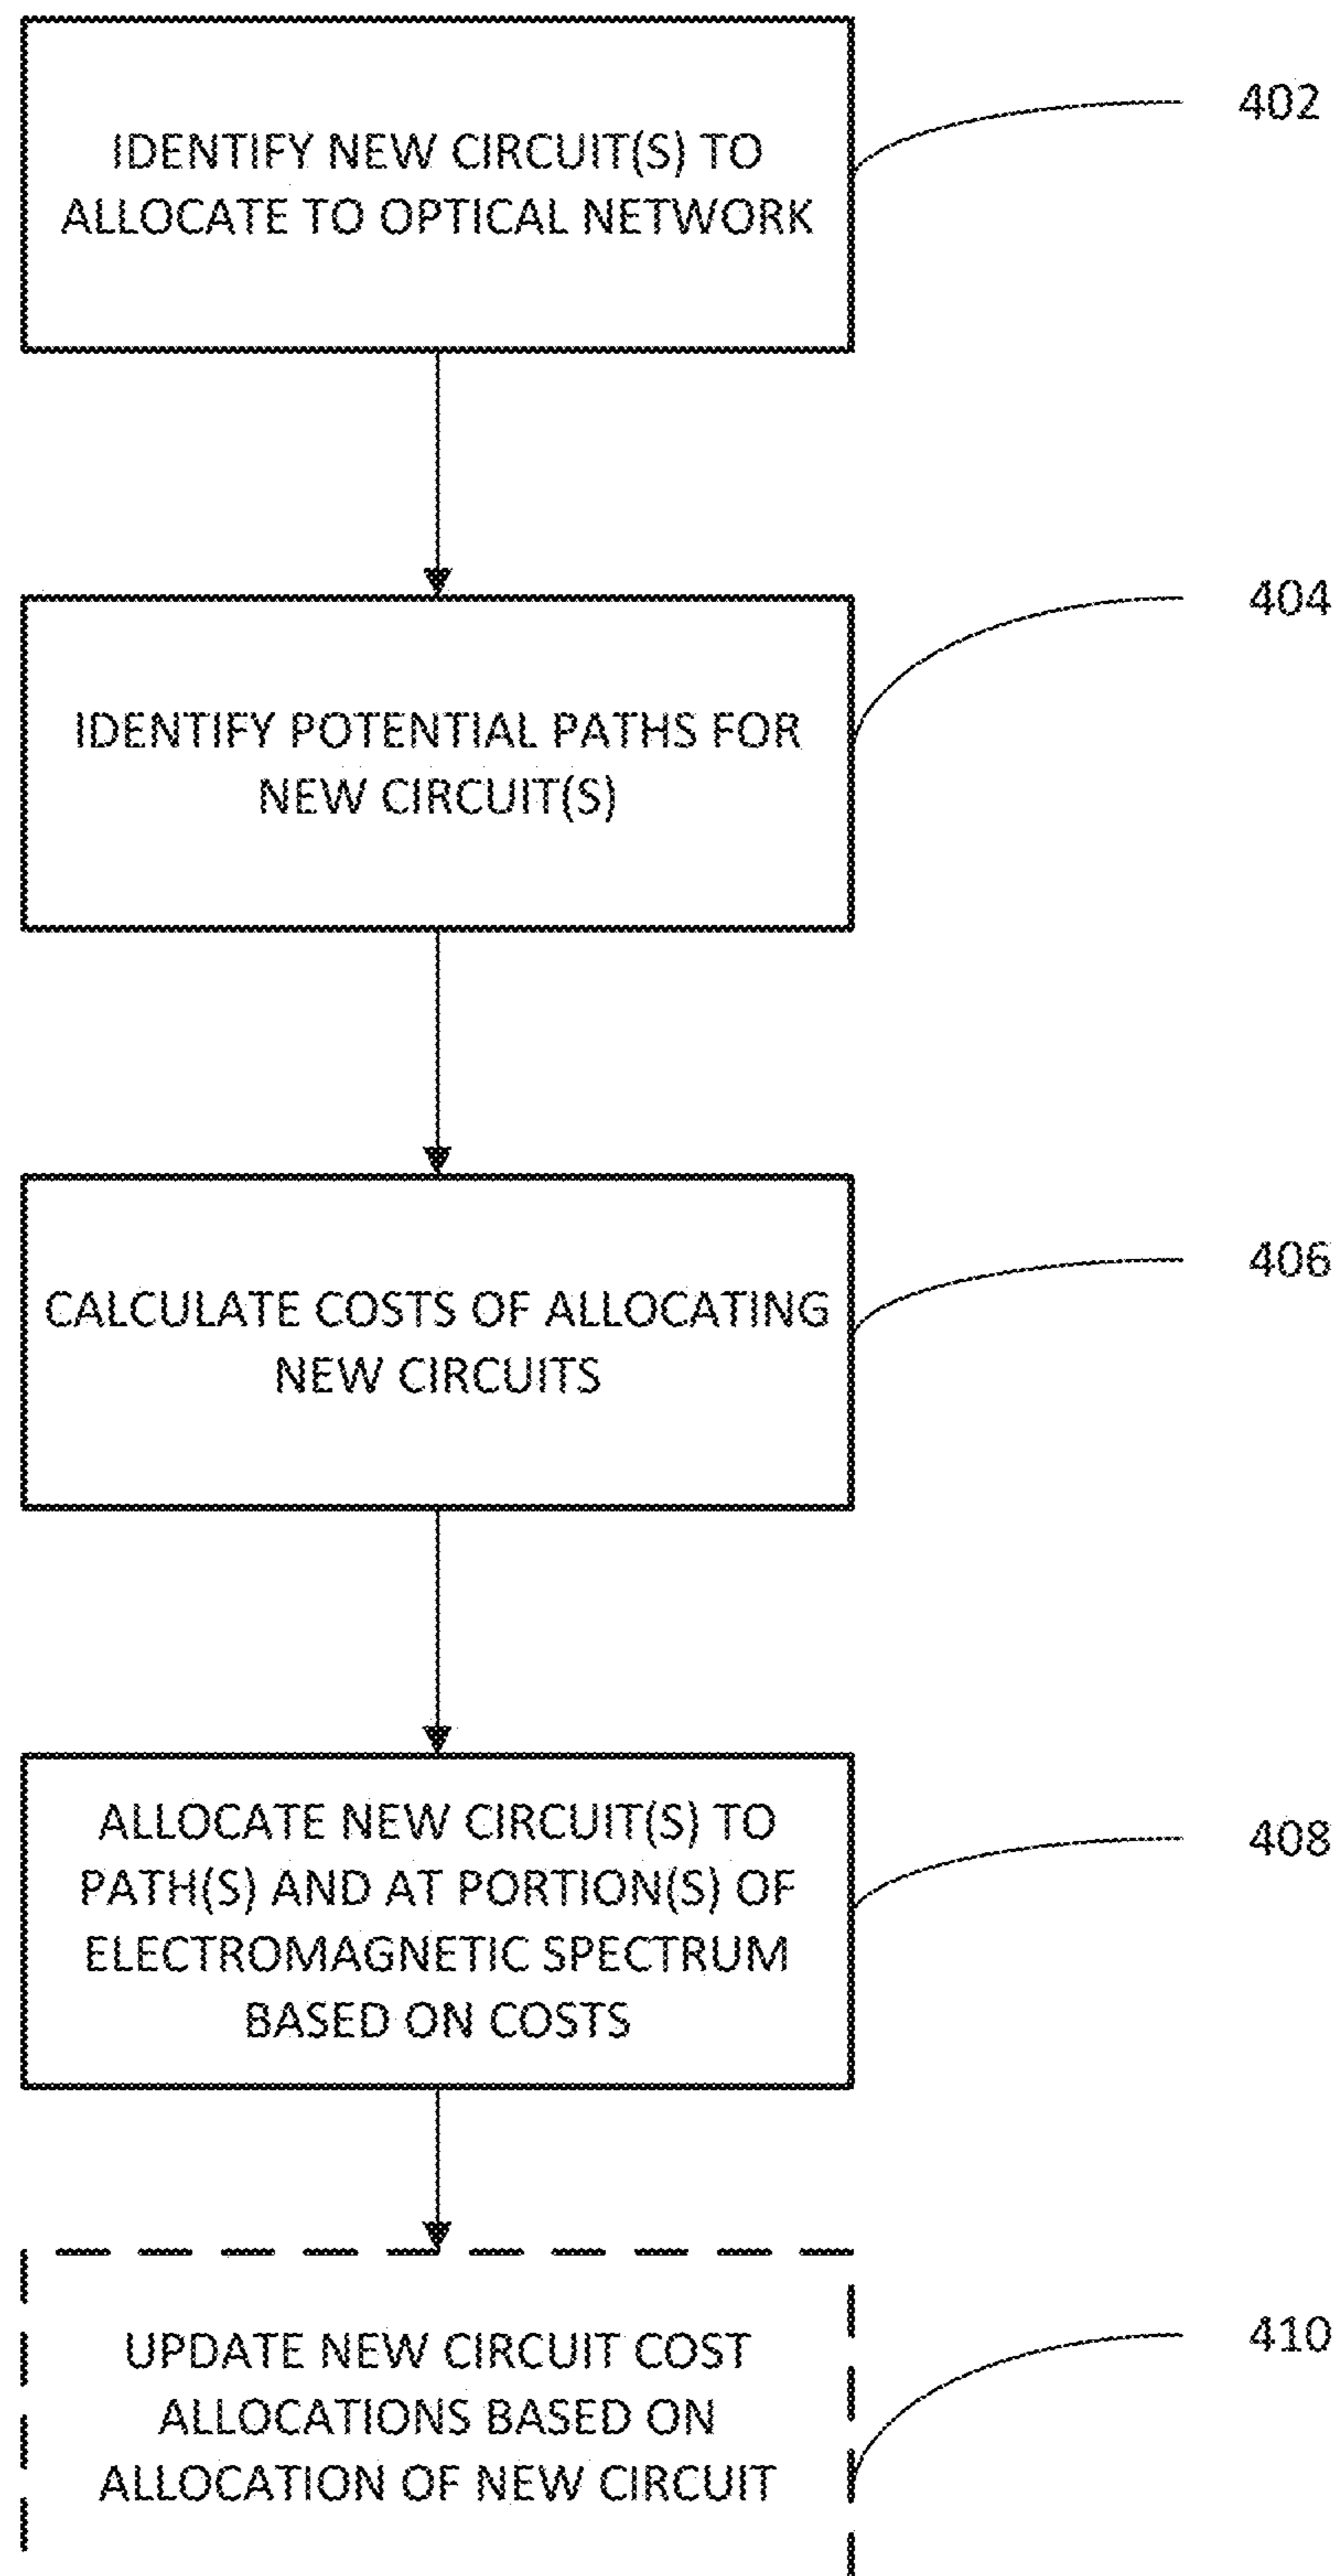 IDENTIFY NEW CIRCUIT(S) TO
ALLOCATE TO OPTICAL NETWORK
402
IDENTIFY POTENTIAL PATHS FOR
NEW CIRCUIT(S)
404
CALCULATE COSTS OF ALLOCATING
NEW CIRCUITS
406
ALLOCATE NEW CIRCUIT(S) TO
PATH(S) AND AT PORTION(S) OF
ELECTROMAGNETIC SPECTRUM
BASED ON COSTS
408
UPDATE NEW CIRCUIT COST
ALLOCATIONS BASED ON
ALLOCATION OF NEW CIRCUIT
410